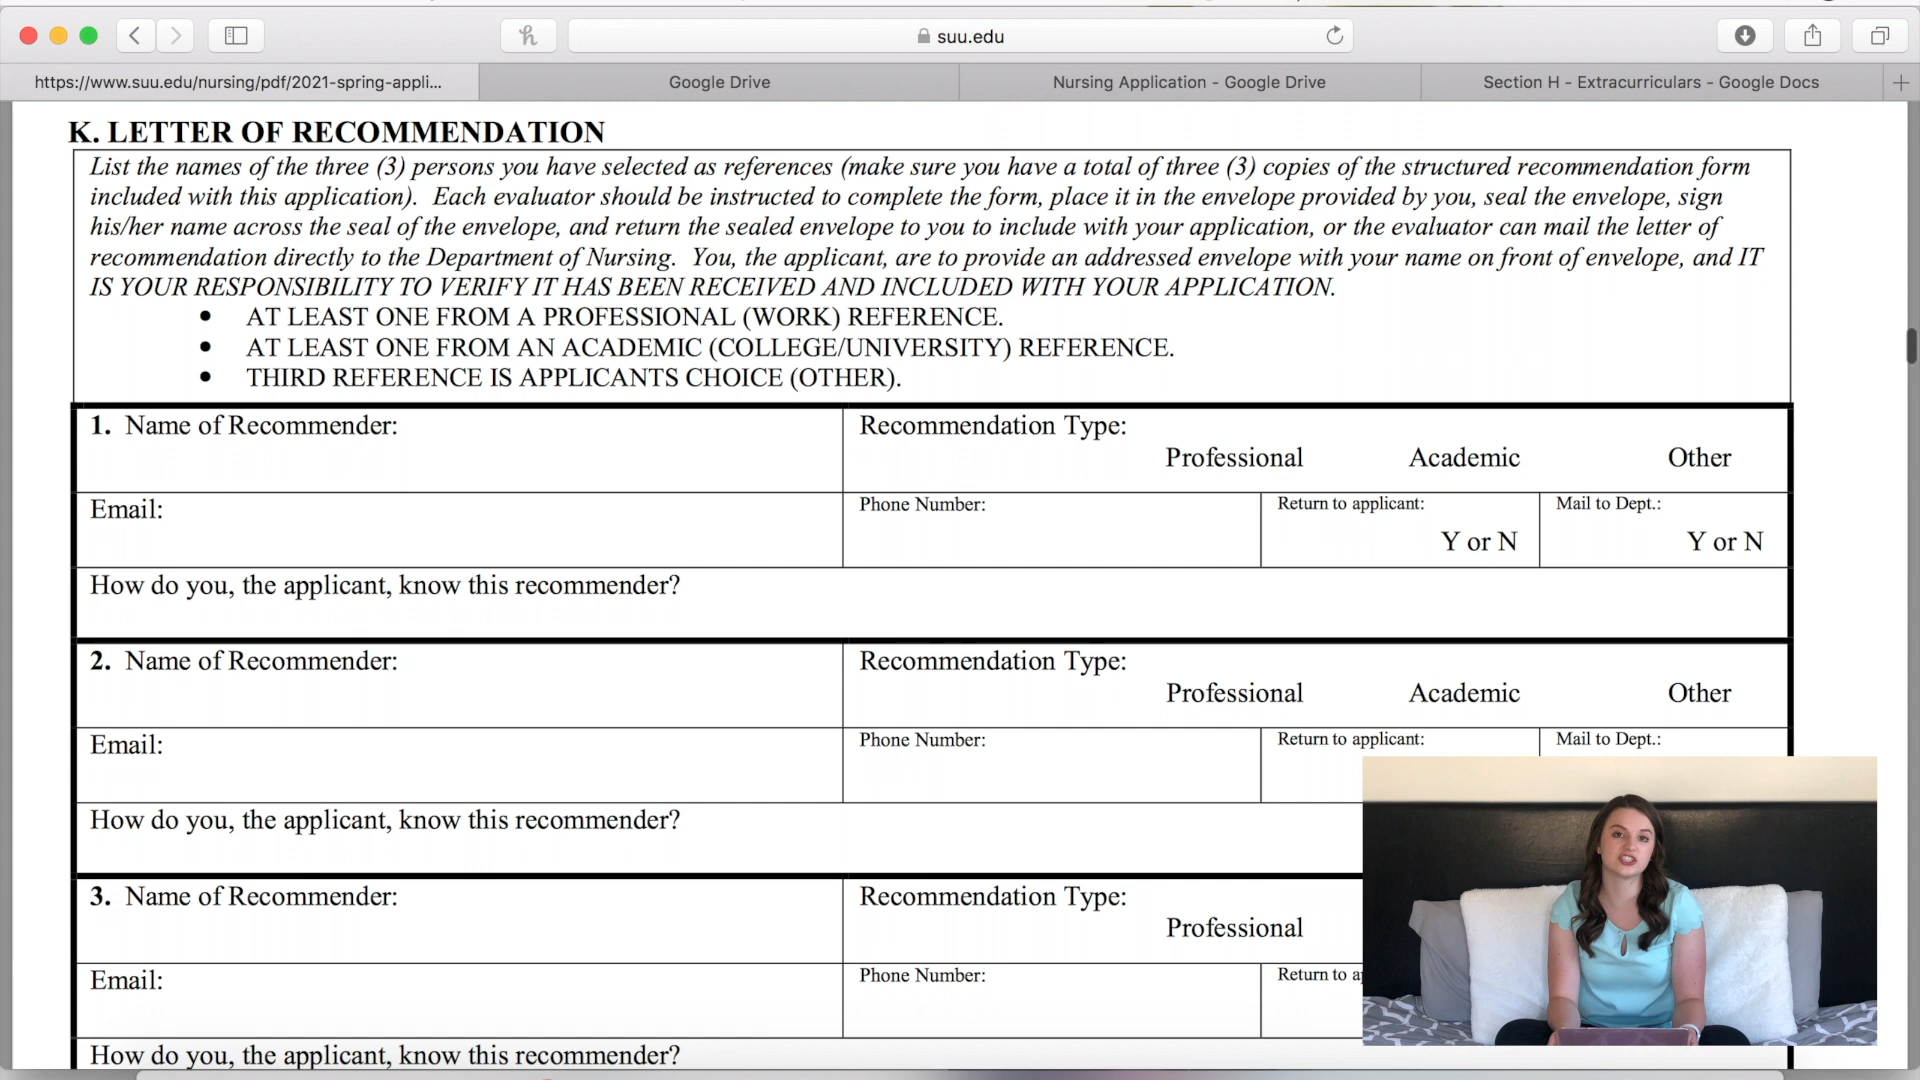 suu.edu
https://www.suu.edu/nursing/pdf/2021-spring-appli...
Google Drive
Nursing Application - Google Drive
Section H - Extracurriculars - Google Docs
K. LETTER OF RECOMMENDATION
List the names of the three (3) persons you have selected as references (make sure you have a total of three (3) copies of the structured recommendation form
included with this application).  Each evaluator should be instructed to complete the form, place it in the envelope provided by you, seal the envelope, sign
his/her name across the seal of the envelope, and return the sealed envelope to you to include with your application, or the evaluator can mail the letter of
recommendation directly to the Department of Nursing.  You, the applicant, are to provide an addressed envelope with your name on front of envelope, and IT
IS YOUR RESPONSIBILITY TO VERIFY IT HAS BEEN RECEIVED AND INCLUDED WITH YOUR APPLICATION.
• AT LEAST ONE FROM A PROFESSIONAL (WORK) REFERENCE.
• AT LEAST ONE FROM AN ACADEMIC (COLLEGE/UNIVERSITY) REFERENCE.
• THIRD REFERENCE IS APPLICANTS CHOICE (OTHER).
1. Name of Recommender:
Recommendation Type:
Professional Academic Other
Email:
Phone Number:
Return to applicant:
Y or N
Mail to Dept.:
Y or N
How do you, the applicant, know this recommender?
2. Name of Recommender:
Recommendation Type:
Professional Academic Other
Email:
Phone Number:
Return to applicant:
Mail to Dept.:
How do you, the applicant, know this recommender?
3. Name of Recommender:
Recommendation Type:
Professional
Email:
Phone Number:
Return to a
How do you, the applicant, know this recommender?